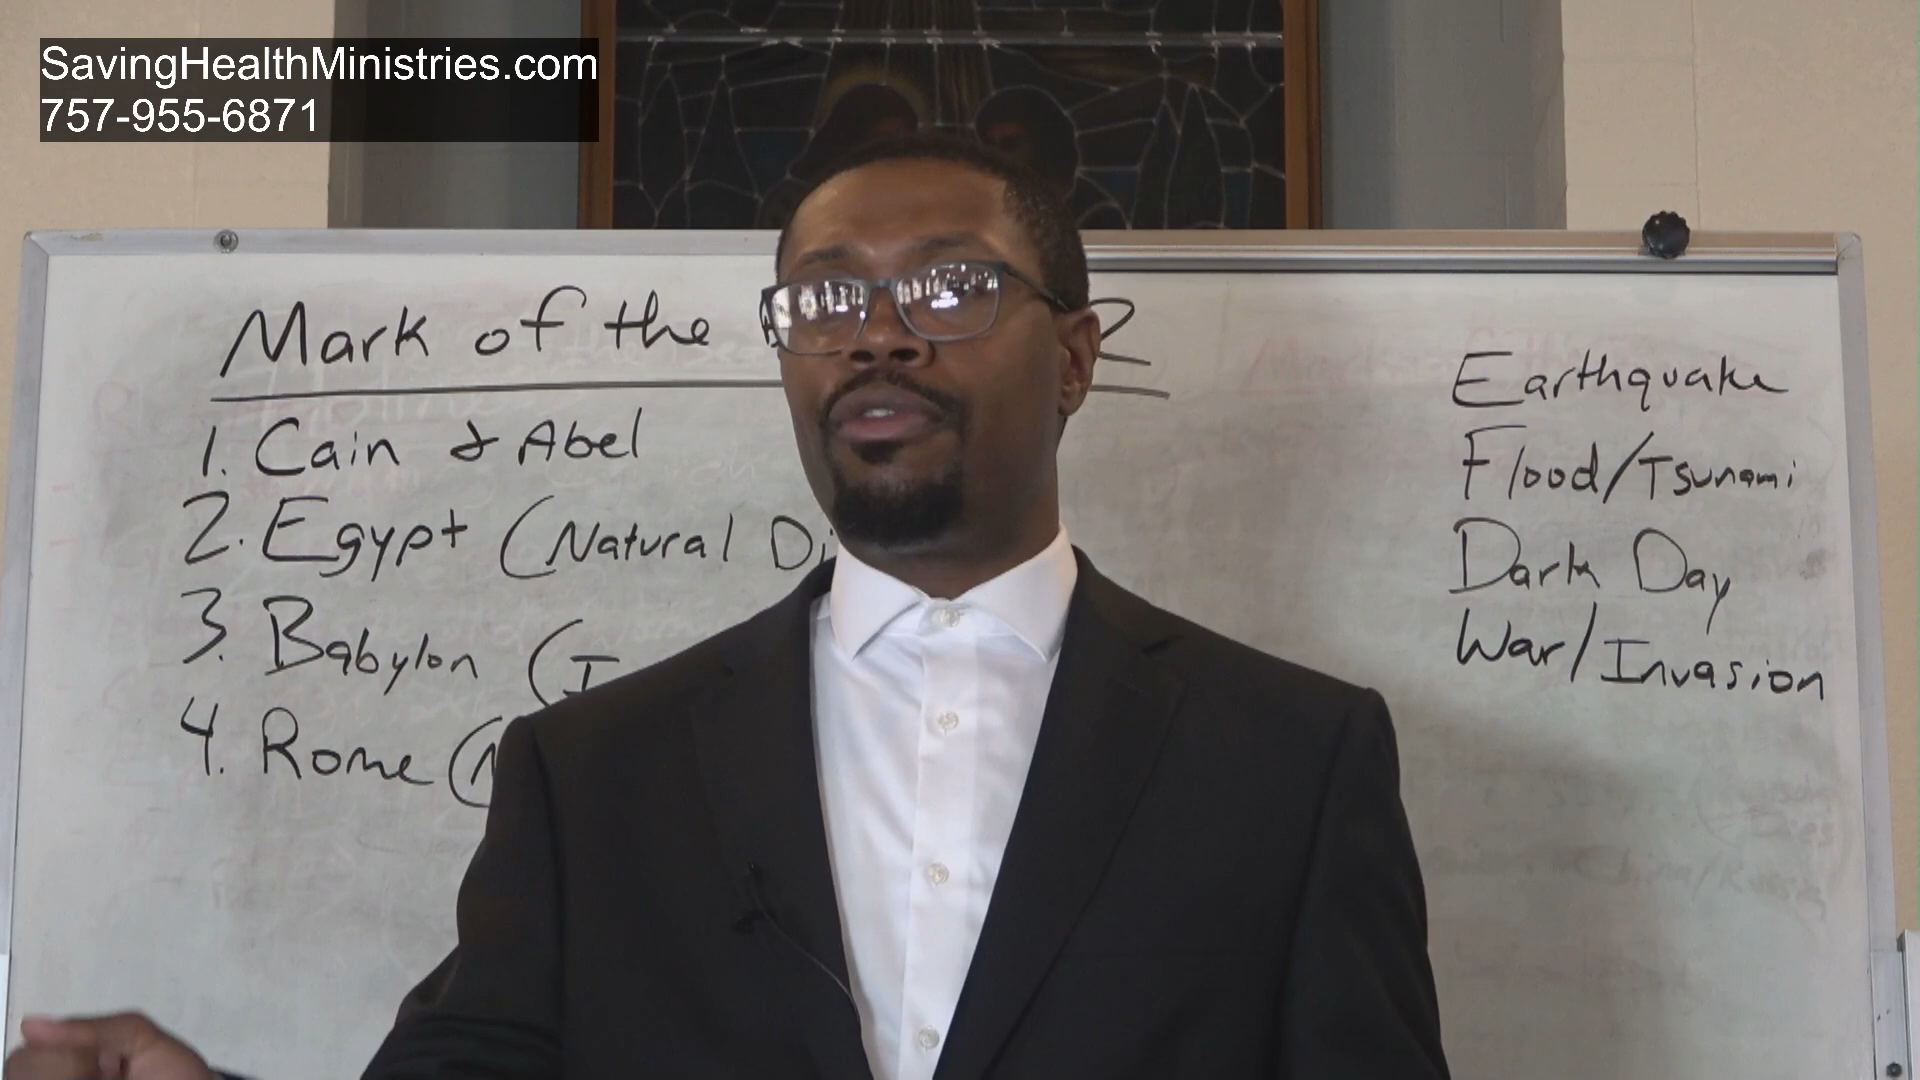 SavingHealthMinistries.com
757-955-6871
Mark of the
2
1. Cain & Abel
2. Egypt (Natural
3. Babylon (
4. Rome (
Earthquake
Flood/Tsunami
Dark Day
War/Invasion